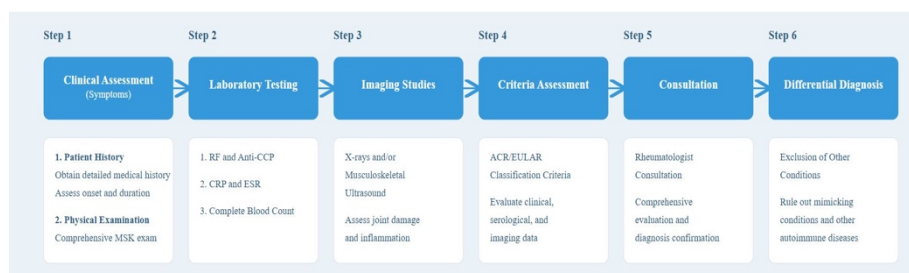 Step 1
Step 2
Step 3
Step 4
Step 5
Step 6
Clinical Assessment
(Symptoms)
Laboratory Testing
Imaging Studies
Criteria Assessment
Consultation
Differential Diagnosis
1. Patient History
Obtain detailed medical history
Assess onset and duration
2. Physical Examination
Comprehensive MSK exam
1. RF and Anti-CCP
2. CRP and ESR
3. Complete Blood Count
X-rays and/or
Musculoskeletal
Ultrasound
Assess joint damage
and inflammation
ACR/EULAR
Classification Criteria
Evaluate clinical,
serological, and
imaging data
Rheumatologist
Consultation
Comprehensive
evaluation and
diagnosis confirmation
Exclusion of Other
Conditions
Rule out mimicking
conditions and other
autoimmune diseases